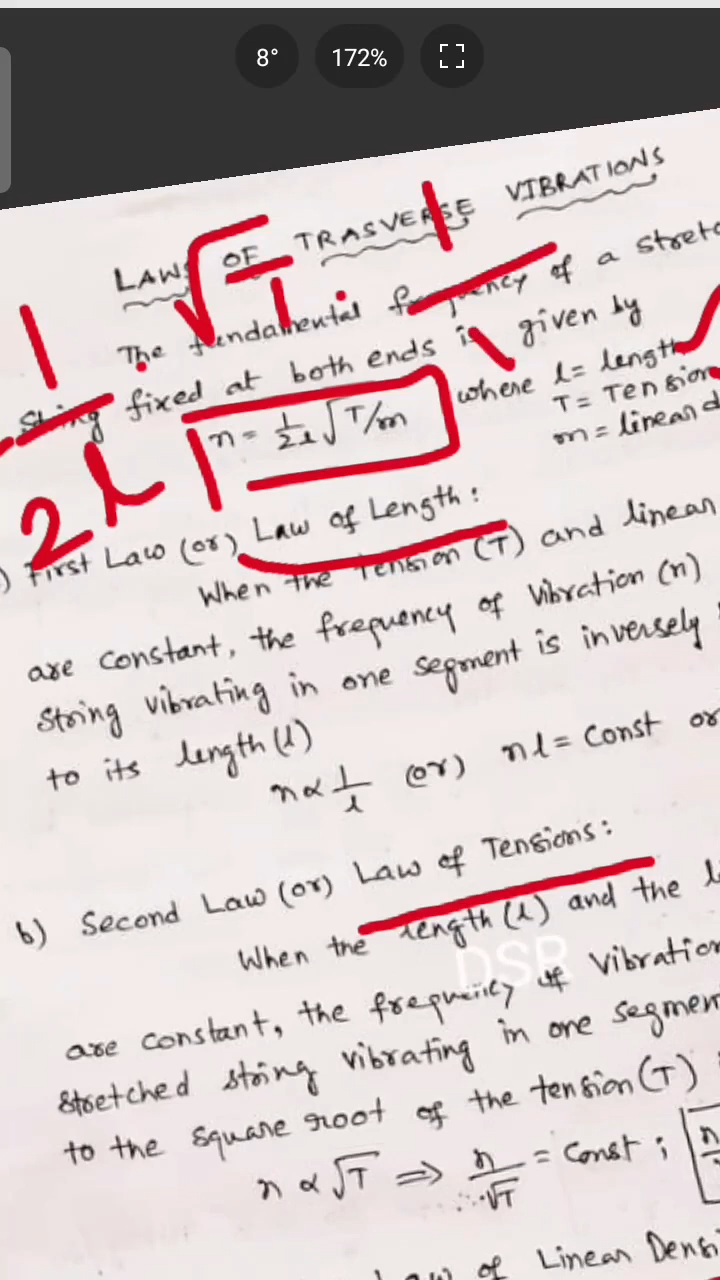 8° 172%
LAWS OF TRASVERSE VIBRATIONS
The fundamental frequency of a
string fixed at both ends is given by
n = 1/2l √T/m where l = length
T = Tension
m = linear
First Law (or) Law of Length :
When the tension (T) and linear
are constant, the frequency of vibration (n)
string vibrating in one segment is inversely
to its length (l)
n ∝ 1/l (or) nl = const or
b) Second Law (or) Law of Tensions :
When the length (l) and the
DSR
are constant, the frequency of vibration
stretched string vibrating in one segment
to the square root of the tension (T)
n ∝ √T ⇒ n/√T = const ;
of Linear
1/2l √